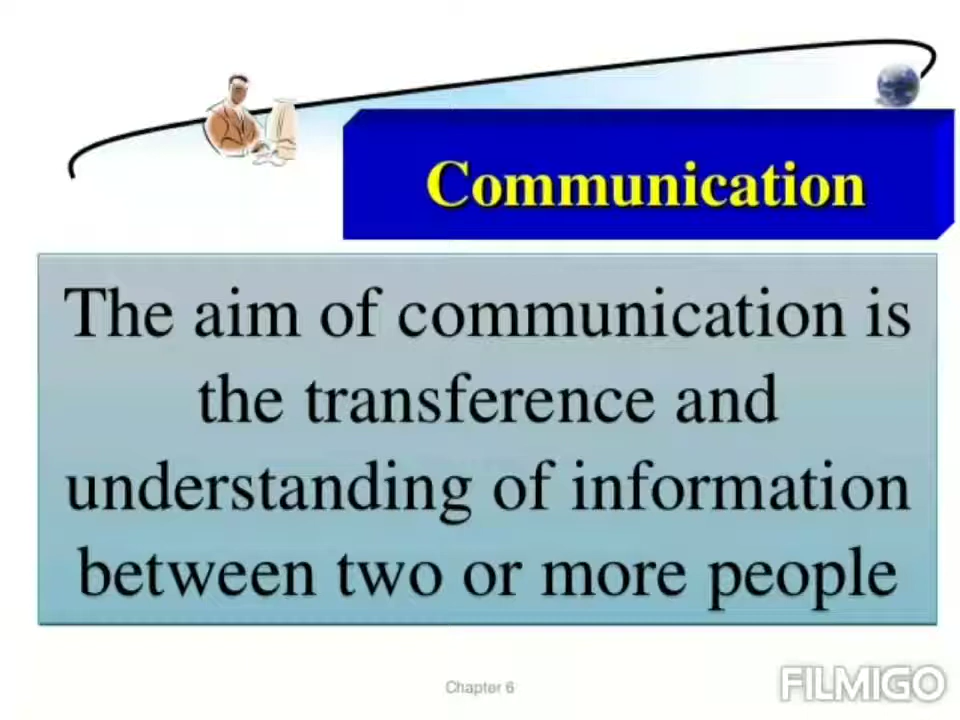 Communication
The aim of communication is
the transference and
understanding of information
between two or more people
Chapter 6
FILMIGO